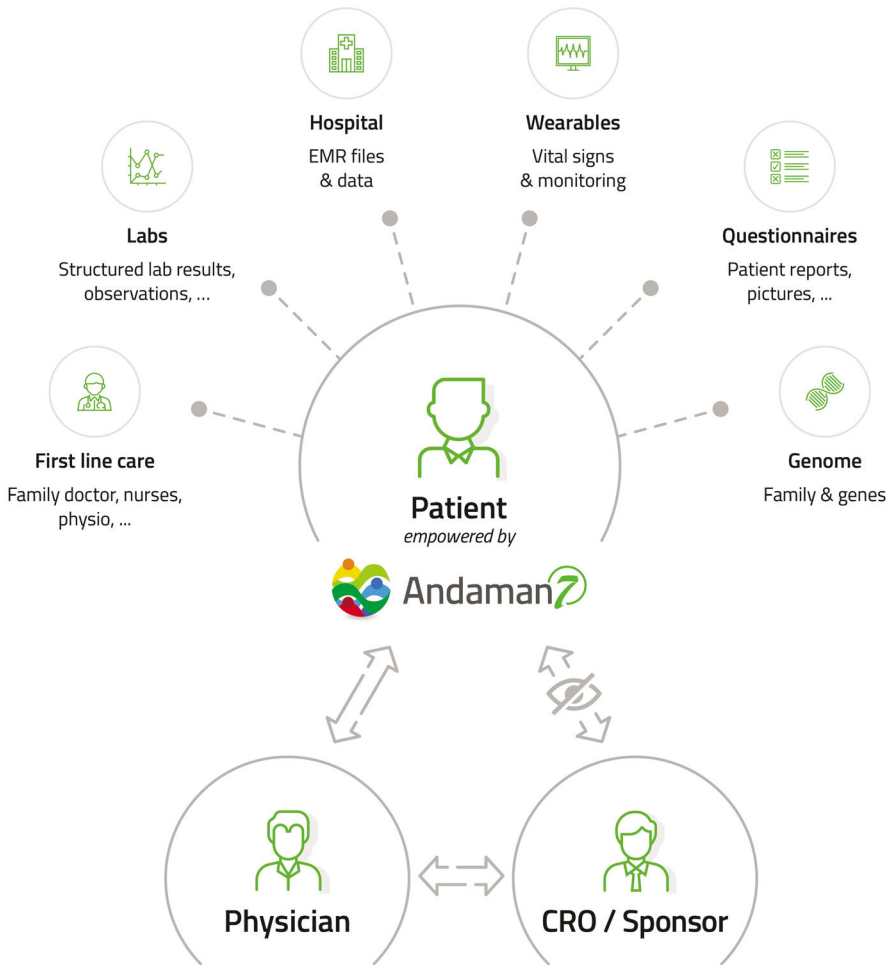 Hospital
EMR files
& data
Wearables
Vital signs
& monitoring
Labs
Structured lab results,
observations, ...
Questionnaires
Patient reports,
pictures, ...
First line care
Family doctor, nurses,
physio, ...
Genome
Family & genes
Patient
empowered by
Andaman7
Physician
CRO / Sponsor